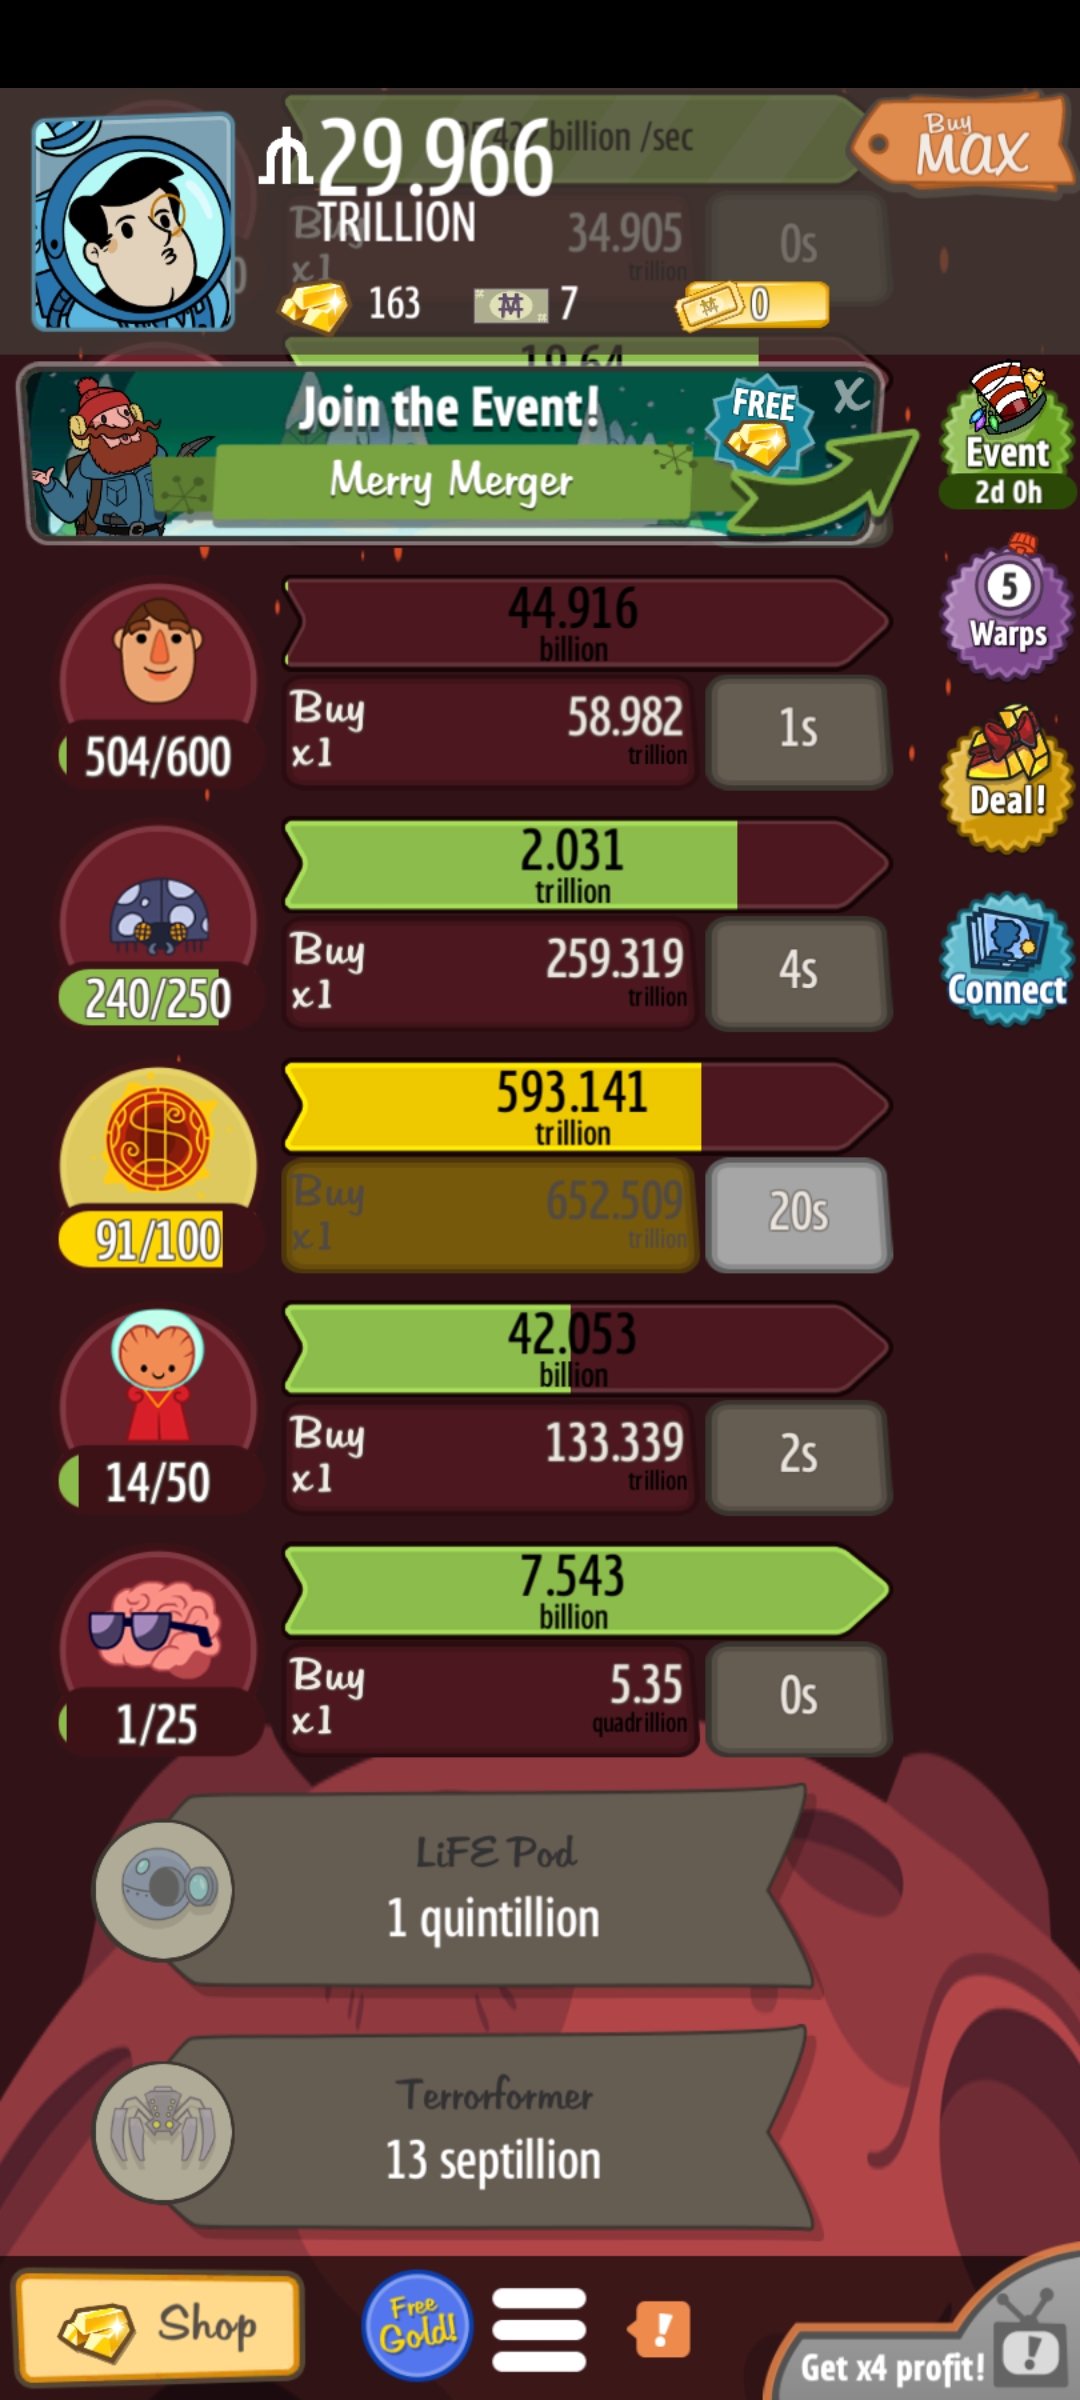 billion /sec
Buy
MAX
29.966
TRILLION
Buy
x1
34.905
trillion
0s
163
7
0
19.64
Join the Event!
FREE
X
Merry Merger
Event
2d 0h
5
Warps
44.916
billion
504/600
Buy
x1
58.982
trillion
1s
Deal!
2.031
trillion
240/250
Buy
x1
259.319
trillion
4s
Connect
593.141
trillion
91/100
Buy
x1
652.509
trillion
20s
42.053
billion
14/50
Buy
x1
133.339
trillion
2s
7.543
billion
1/25
Buy
x1
5.35
quadrillion
0s
LiFE Pod
1 quintillion
Terrorformer
13 septillion
Shop
Free
Gold!
!
Get x4 profit!
!